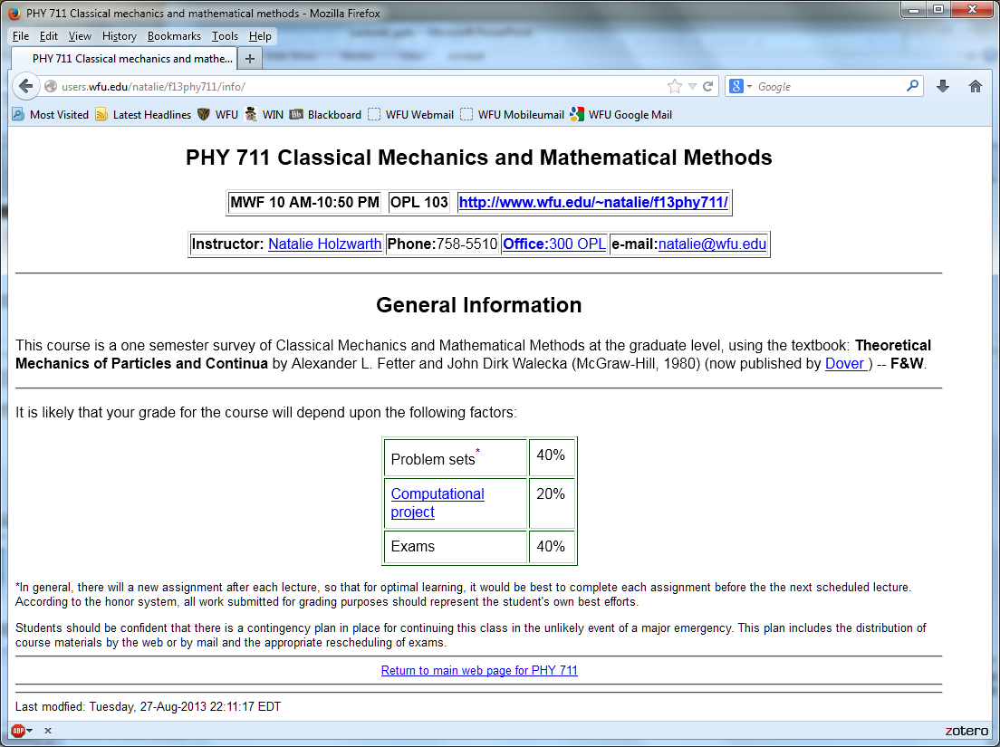 PHY 711 Classical mechanics and mathematical methods - Mozilla Firefox
File Edit View History Bookmarks Tools Help
PHY 711 Classical mechanics and mathe... +
users.wfu.edu/natalie/f13phy711/info/ 8 Google
Most Visited Latest Headlines WFU WIN Bb Blackboard WFU Webmail WFU Mobileumail WFU Google Mail
PHY 711 Classical Mechanics and Mathematical Methods
MWF 10 AM-10:50 PM OPL 103 http://www.wfu.edu/~natalie/f13phy711/
Instructor: Natalie Holzwarth Phone:758-5510 Office:300 OPL e-mail:natalie@wfu.edu
General Information
This course is a one semester survey of Classical Mechanics and Mathematical Methods at the graduate level, using the textbook: Theoretical
Mechanics of Particles and Continua by Alexander L. Fetter and John Dirk Walecka (McGraw-Hill, 1980) (now published by Dover ) -- F&W.
It is likely that your grade for the course will depend upon the following factors:
Problem sets* 40%
Computational 20%
project
Exams 40%
*In general, there will a new assignment after each lecture, so that for optimal learning, it would be best to complete each assignment before the the next scheduled lecture.
According to the honor system, all work submitted for grading purposes should represent the student's own best efforts.
Students should be confident that there is a contingency plan in place for continuing this class in the unlikely event of a major emergency. This plan includes the distribution of
course materials by the web or by mail and the appropriate rescheduling of exams.
Return to main web page for PHY 711
Last modfied: Tuesday, 27-Aug-2013 22:11:17 EDT
ABP x zotero